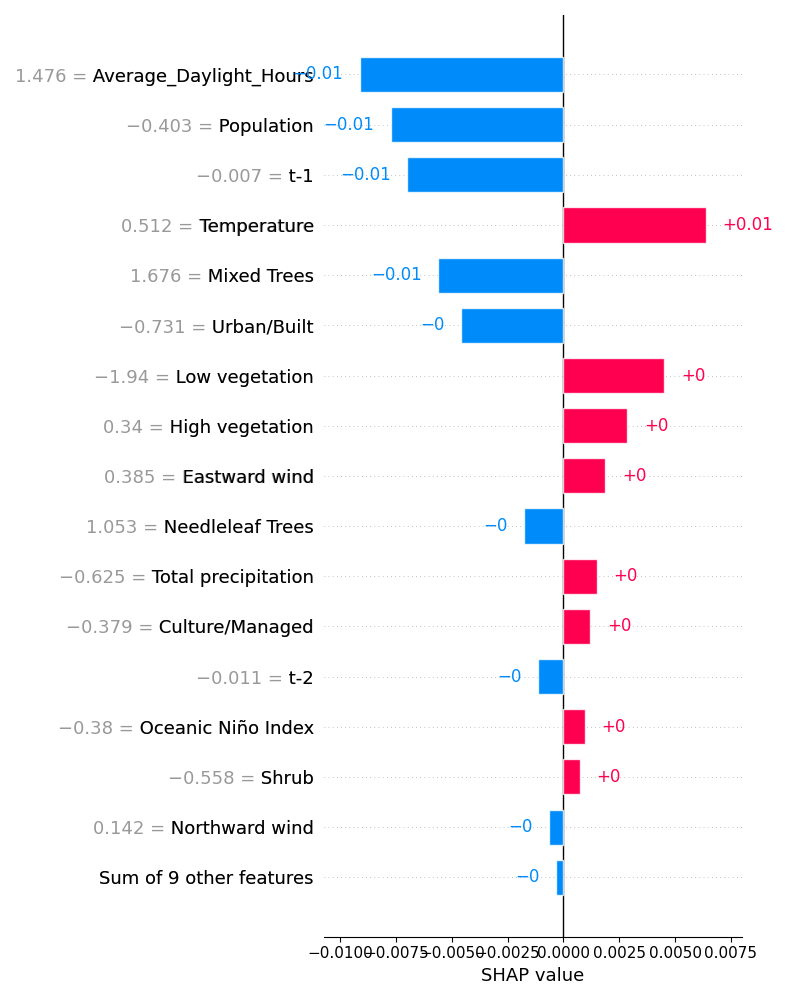 1.476 = Average_Daylight_Hours −0.01
−0.403 = Population −0.01
−0.007 = t-1 −0.01
0.512 = Temperature +0.01
1.676 = Mixed Trees −0.01
−0.731 = Urban/Built −0
−1.94 = Low vegetation +0
0.34 = High vegetation +0
0.385 = Eastward wind +0
1.053 = Needleleaf Trees −0
−0.625 = Total precipitation +0
−0.379 = Culture/Managed +0
−0.011 = t-2 −0
−0.38 = Oceanic Niño Index +0
−0.558 = Shrub +0
0.142 = Northward wind −0
Sum of 9 other features −0
−0.0100 −0.0075 −0.0050 −0.0025 0.0000 0.0025 0.0050 0.0075
SHAP value